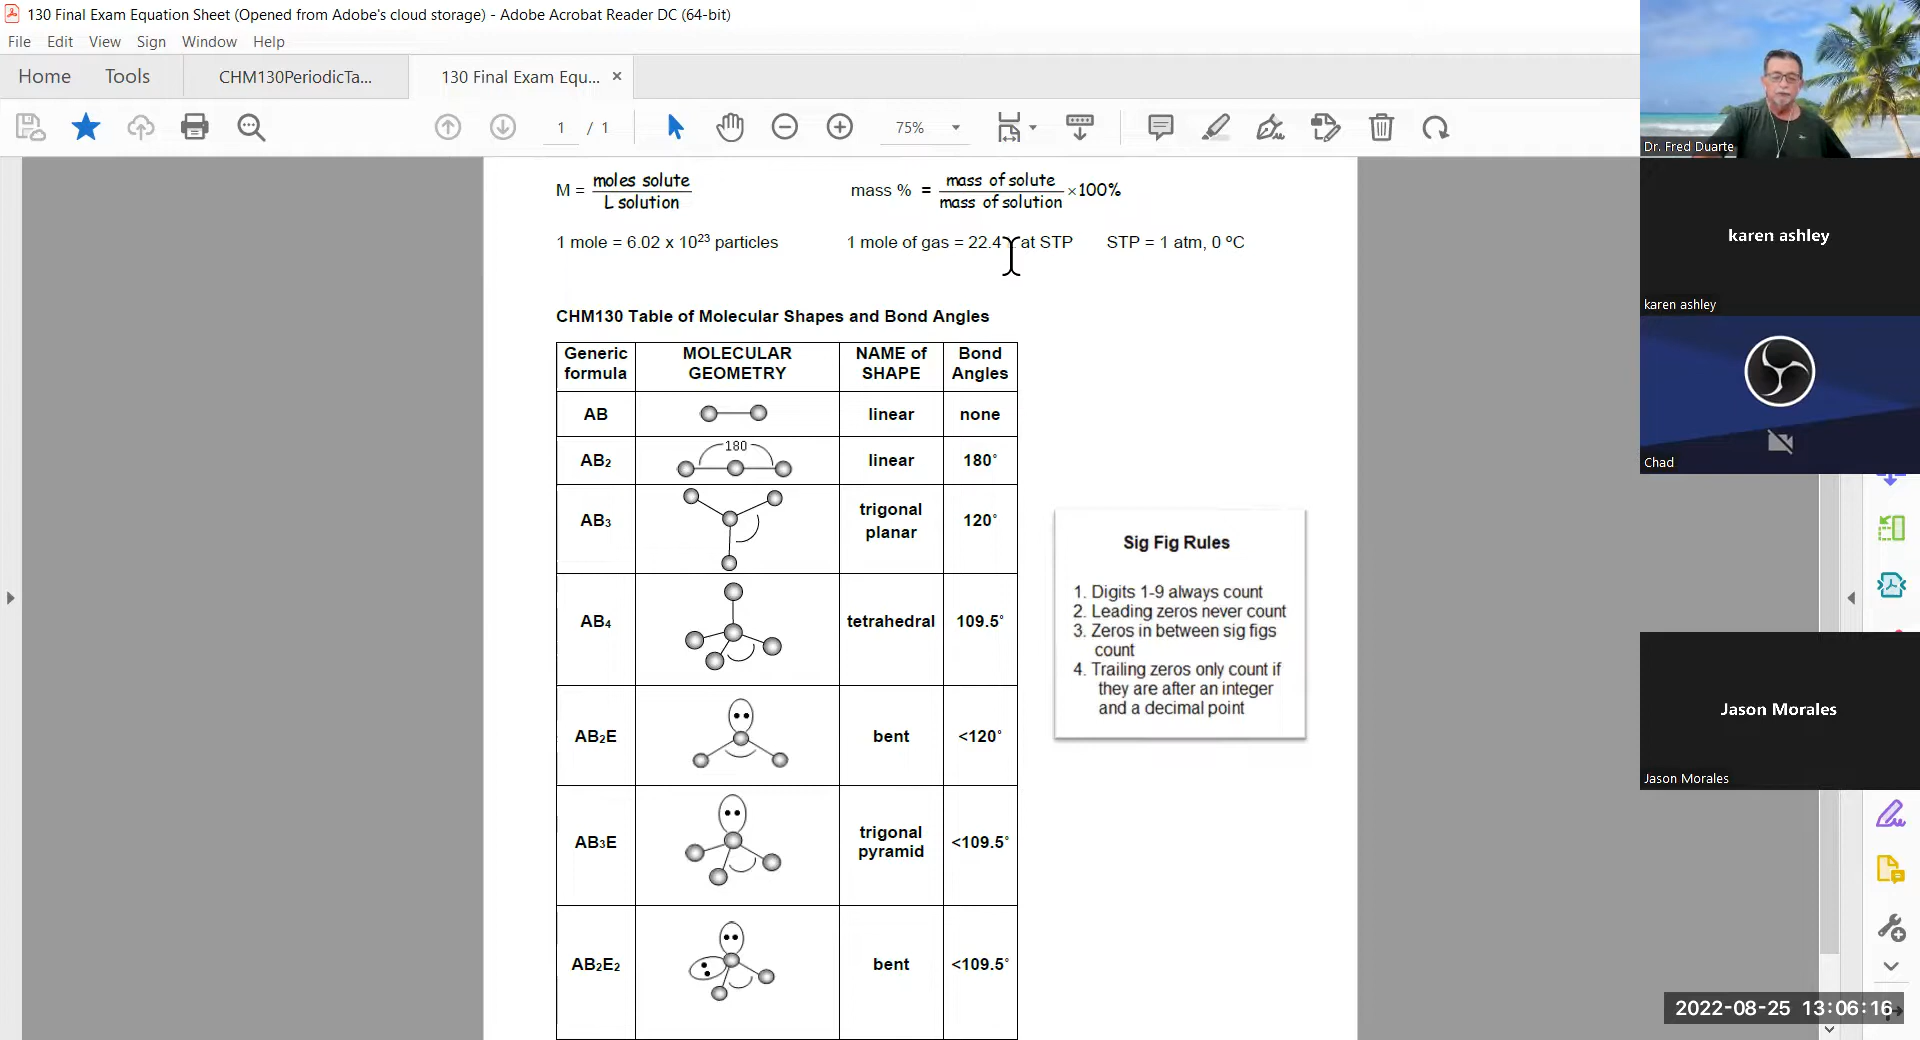 130 Final Exam Equation Sheet (Opened from Adobe's cloud storage) - Adobe Acrobat Reader DC (64-bit)
File Edit View Sign Window Help
Home Tools CHM130PeriodicTa... 130 Final Exam Equ... ×
1 / 1 75%
M = moles solute
L solution
mass % = mass of solute
mass of solution ×100%
1 mole = 6.02 x 10²³ particles 1 mole of gas = 22.4 at STP STP = 1 atm, 0 ºC
CHM130 Table of Molecular Shapes and Bond Angles
Generic formula MOLECULAR GEOMETRY NAME of SHAPE Bond Angles
AB linear none
AB₂ 180 linear 180°
AB₃ trigonal planar 120°
AB₄ tetrahedral 109.5°
AB₂E bent <120°
AB₃E trigonal pyramid <109.5°
AB₂E₂ bent <109.5°
Sig Fig Rules
1. Digits 1-9 always count
2. Leading zeros never count
3. Zeros in between sig figs
count
4. Trailing zeros only count if
they are after an integer
and a decimal point
Dr. Fred Duarte
karen ashley
karen ashley
Chad
Jason Morales
Jason Morales
2022-08-25 13:06:16